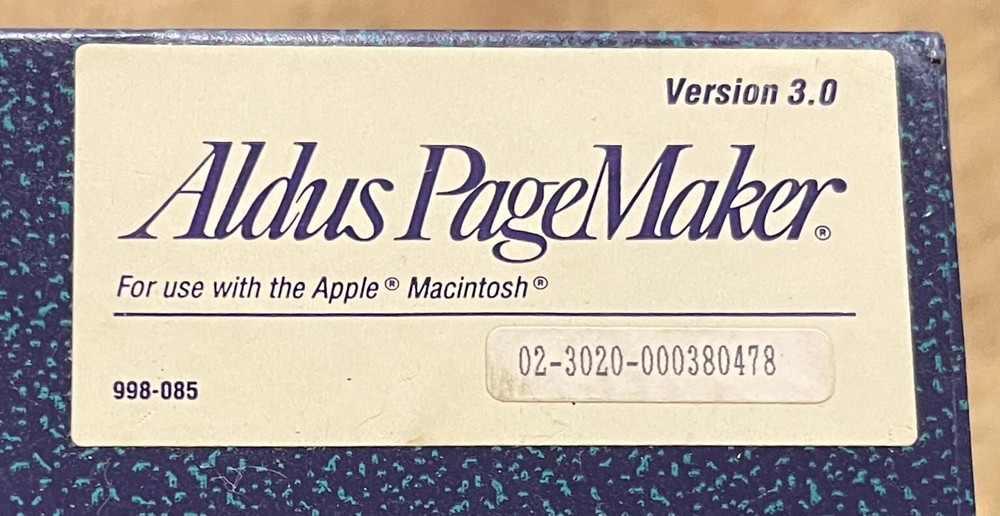 Version 3.0
Aldus PageMaker®
For use with the Apple® Macintosh®
02-3020-000380478
998-085